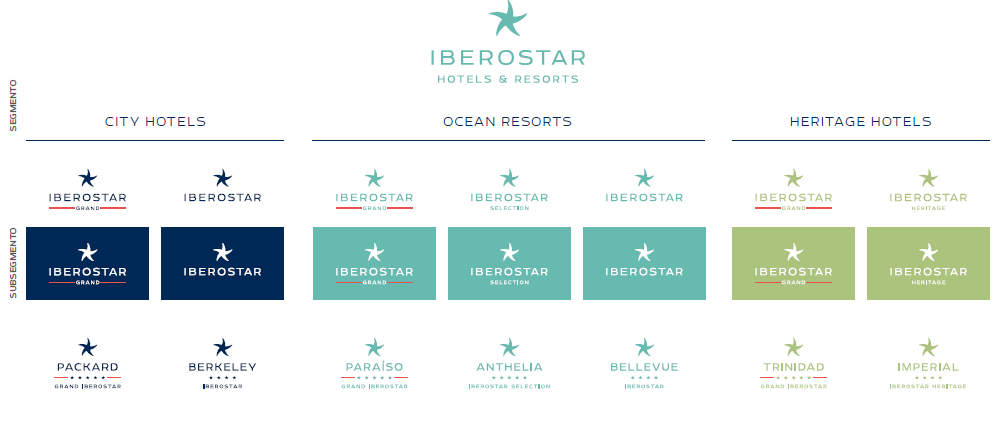 IBEROSTAR
HOTELS & RESORTS
SEGMENTO
CITY HOTELS
OCEAN RESORTS
HERITAGE HOTELS
IBEROSTAR
GRAND
IBEROSTAR
IBEROSTAR
GRAND
IBEROSTAR
SELECTION
IBEROSTAR
IBEROSTAR
GRAND
IBEROSTAR
HERITAGE
SUBSEGMENTO
IBEROSTAR
GRAND
IBEROSTAR
IBEROSTAR
GRAND
IBEROSTAR
SELECTION
IBEROSTAR
IBEROSTAR
GRAND
IBEROSTAR
HERITAGE
PACKARD
GRAND IBEROSTAR
BERKELEY
IBEROSTAR
PARAÍSO
GRAND IBEROSTAR
ANTHELIA
IBEROSTAR SELECTION
BELLEVUE
IBEROSTAR
TRINIDAD
GRAND IBEROSTAR
IMPERIAL
IBEROSTAR HERITAGE